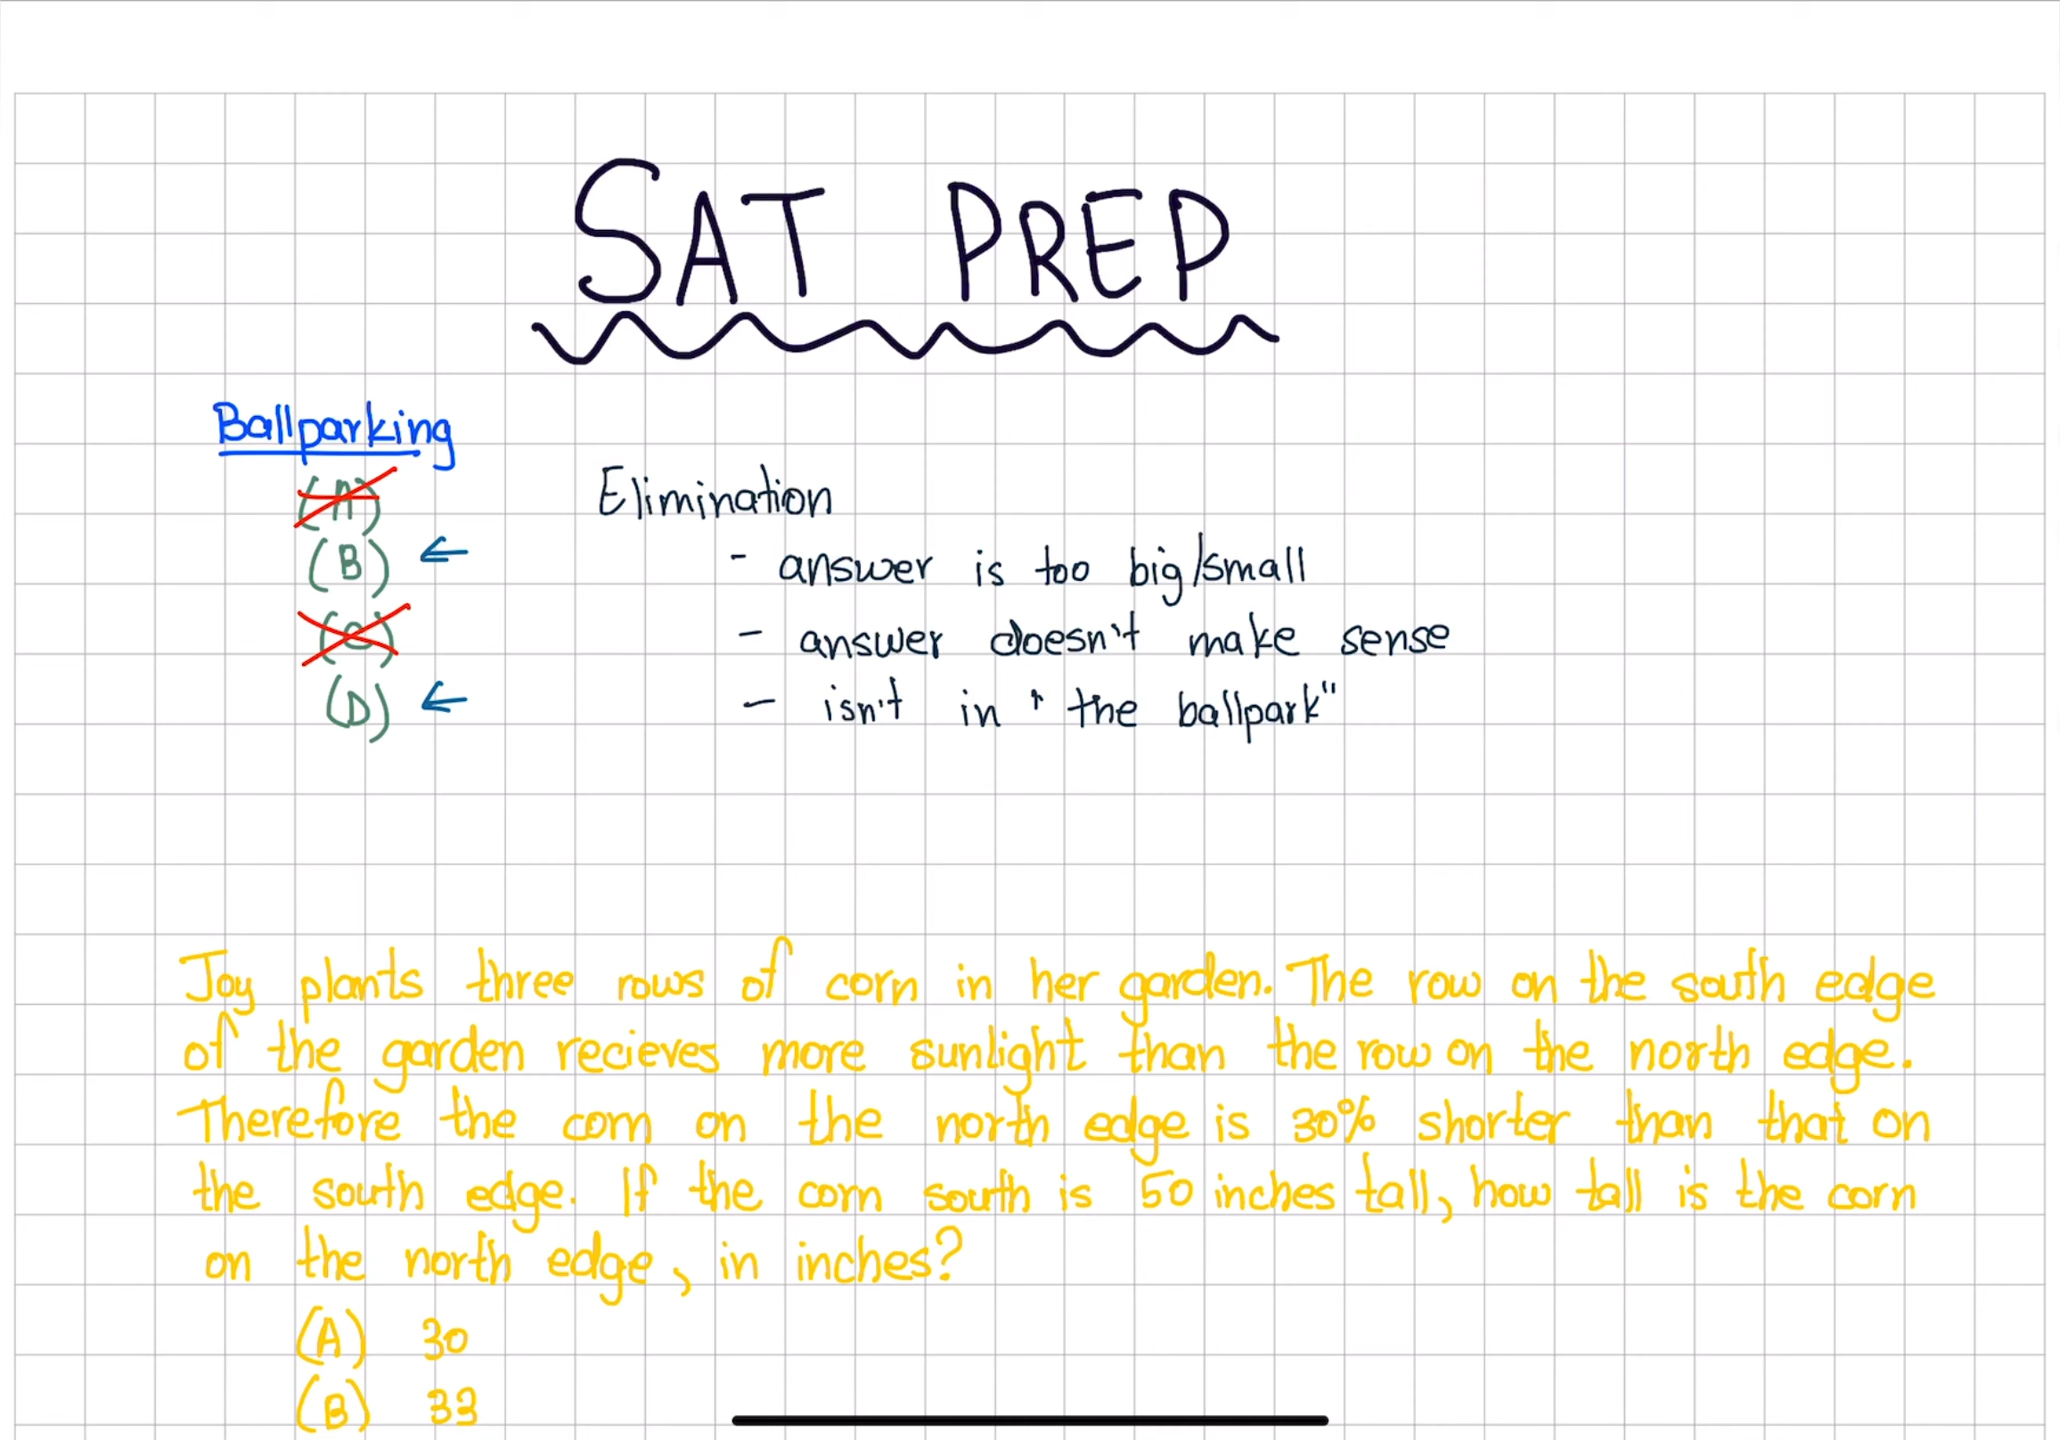 SAT PREP
Ballparking
(A)
(B) ←
(C)
(D) ←
Elimination
- answer is too big/small
- answer doesn't make sense
- isn't in "the ballpark"
Joy plants three rows of corn in her garden. The row on the south edge
of the garden recieves more sunlight than the row on the north edge.
Therefore the corn on the north edge is 30% shorter than that on
the south edge. If the corn south is 50 inches tall, how tall is the corn
on the north edge, in inches?
(A) 30
(B) 33